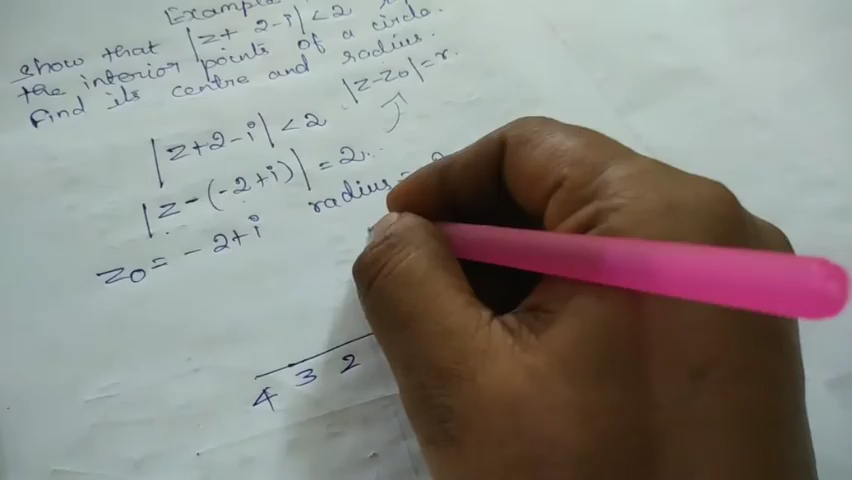 Example
show that |z+2-i|<2
the interior points of a circle.
Find its centre and radius.
|z-z0|=r.
|z+2-i|<2
|z-(-2+i)|=2..
radius=
z0=-2+i
4 3 2